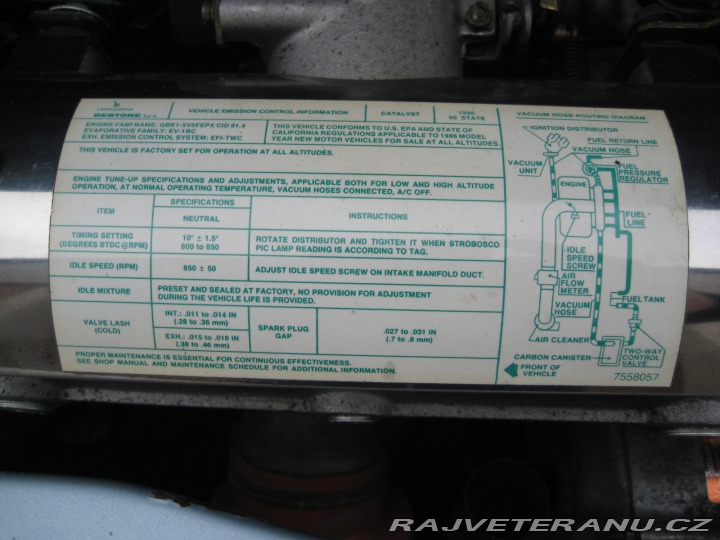 BERTONE S.p.A.
VEHICLE EMISSION CONTROL INFORMATION
CATALYST
1986
50 STATE
ENGINE FAMI NAME: GBE1-5V5FEPX CID 91.4
EVAPORATIVE FAMILY: EV-1BC
EXH. EMISSION CONTROL SYSTEM: EFI-TWC
THIS VEHICLE CONFORMS TO U.S. EPA AND STATE OF
CALIFORNIA REGULATIONS APPLICABLE TO 1986 MODEL
YEAR NEW MOTOR VEHICLES FOR SALE AT ALL ALTITUDES.
THIS VEHICLE IS FACTORY SET FOR OPERATION AT ALL ALTITUDES.
ENGINE TUNE-UP SPECIFICATIONS AND ADJUSTMENTS, APPLICABLE BOTH FOR LOW AND HIGH ALTITUDE
OPERATION, AT NORMAL OPERATING TEMPERATURE, VACUUM HOSES CONNECTED, A/C OFF.
ITEM
SPECIFICATIONS
NEUTRAL
INSTRUCTIONS
TIMING SETTING
(DEGREES BTDC@RPM)
10° ± 1.5°
800 to 850
ROTATE DISTRIBUTOR AND TIGHTEN IT WHEN STROBOSCO
PIC LAMP READING IS ACCORDING TO TAG.
IDLE SPEED (RPM)
850 ± 50
ADJUST IDLE SPEED SCREW ON INTAKE MANIFOLD DUCT.
IDLE MIXTURE
PRESET AND SEALED AT FACTORY, NO PROVISION FOR ADJUSTMENT
DURING THE VEHICLE LIFE IS PROVIDED.
VALVE LASH
(COLD)
INT.: .011 to .014 IN
(.28 to .36 mm)
EXH.: .015 to .018 IN
(.38 to .46 mm)
SPARK PLUG
GAP
.027 to .031 IN
(.7 to .8 mm)
PROPER MAINTENANCE IS ESSENTIAL FOR CONTINUOUS EFFECTIVENESS.
SEE SHOP MANUAL AND MAINTENANCE SCHEDULE FOR ADDITIONAL INFORMATION.
VACUUM HOSE ROUTING DIAGRAM
IGNITION DISTRIBUTOR
FUEL RETURN LINE
VACUUM HOSE
VACUUM
UNIT
FUEL
PRESSURE
REGULATOR
ENGINE
FUEL-
LINE
IDLE
SPEED
SCREW
AIR
FLOW
METER
FUEL TANK
VACUUM
HOSE
AIR CLEANER
CARBON CANISTER
TWO-WAY
CONTROL
VALVE
FRONT OF
VEHICLE
7558057
RAJVETERANU.CZ